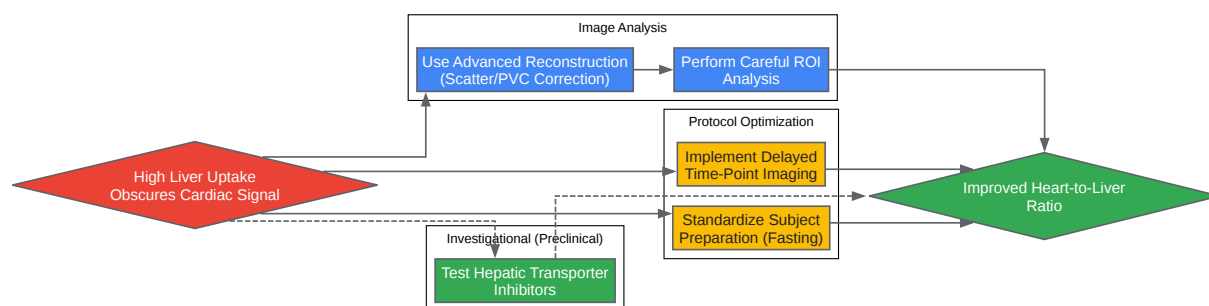 Image Analysis
Use Advanced Reconstruction
(Scatter/PVC Correction)
Perform Careful ROI
Analysis
Protocol Optimization
High Liver Uptake
Obscures Cardiac Signal
Implement Delayed
Time-Point Imaging
Improved Heart-to-Liver
Ratio
Standardize Subject
Preparation (Fasting)
Investigational (Preclinical)
Test Hepatic Transporter
Inhibitors